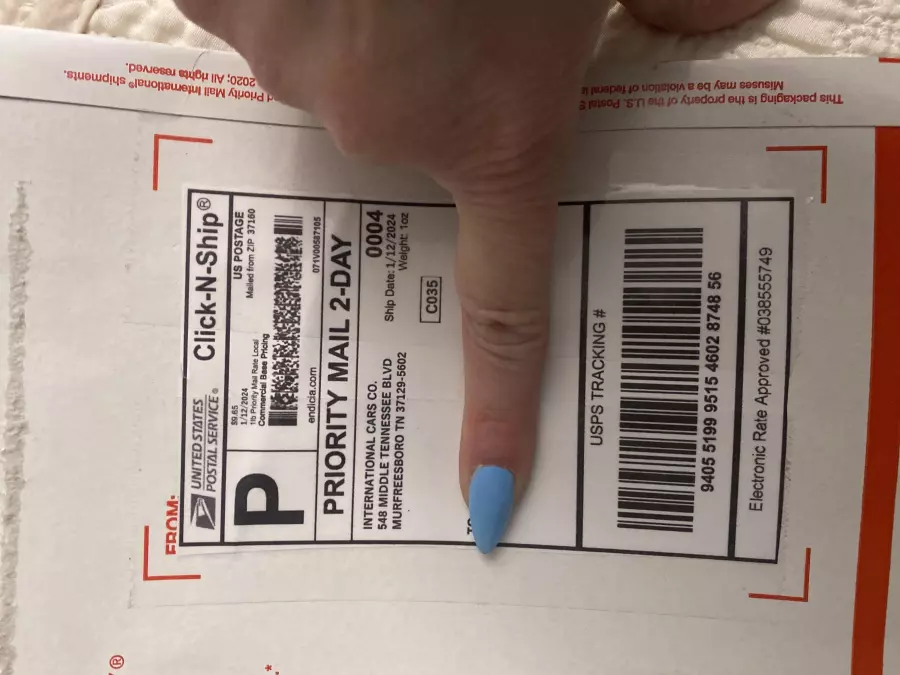 FROM:
UNITED STATES
POSTAL SERVICE®
Click-N-Ship®
P
$9.65
1/12/2024
1lb Priority Mail Rate Local
Commercial Base Pricing
endicia.com
US POSTAGE
Mailed from ZIP 37160
071V00587105
PRIORITY MAIL 2-DAY
INTERNATIONAL CARS CO.
548 MIDDLE TENNESSEE BLVD
MURFREESBORO TN 37129-5602
0004
Ship Date: 1/12/2024
Weight: 1oz
C035
USPS TRACKING #
9405 5199 9515 4602 8748 56
Electronic Rate Approved #038555749
This packaging is the property of the U.S. Postal
Misuses may be a violation of federal
Priority Mail International® shipments.
2020; All rights reserved.
®
*